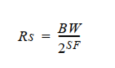 Rs = BW / 2^SF